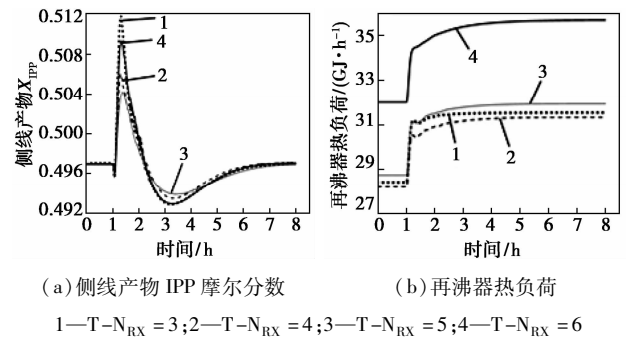 侧线产物X_IPP
0.512
0.508
0.504
0.500
0.496
0.492
1
4
2
3
0 1 2 3 4 5 6 7 8
时间/h
(a)侧线产物 IPP 摩尔分数
再沸器热负荷/(GJ·h⁻¹)
35
33
31
29
27
4
3
1
2
0 1 2 3 4 5 6 7 8
时间/h
(b)再沸器热负荷
1—T-N_RX =3;2—T-N_RX =4;3—T-N_RX =5;4—T-N_RX =6